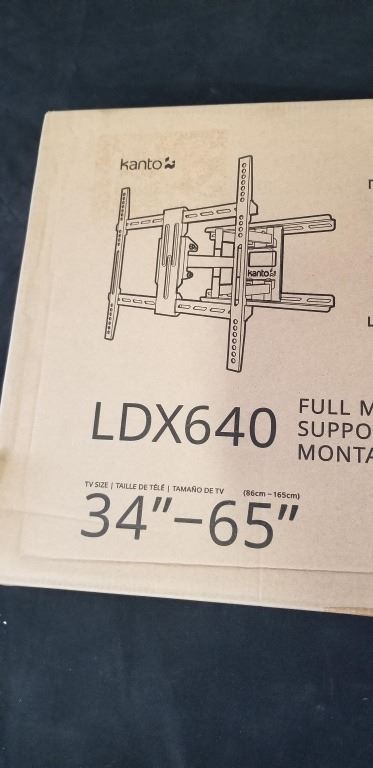 kanto
kanto
LDX640
FULL M
SUPPO
MONTA
TV SIZE | TAILLE DE TÉLÉ | TAMAÑO DE TV (86cm – 165cm)
34”–65”